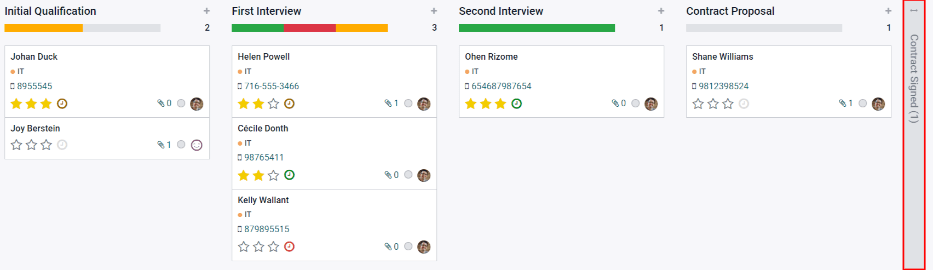 Initial Qualification
+
2
Johan Duck
IT
8955545
0
Joy Berstein
1
First Interview
+
3
Helen Powell
IT
716-555-3466
1
Cécile Donth
IT
98765411
0
Kelly Wallant
IT
879895515
0
Second Interview
+
1
Ohen Rizome
IT
654687987654
0
Contract Proposal
+
1
Shane Williams
IT
9812398524
1
Contract Signed (1)